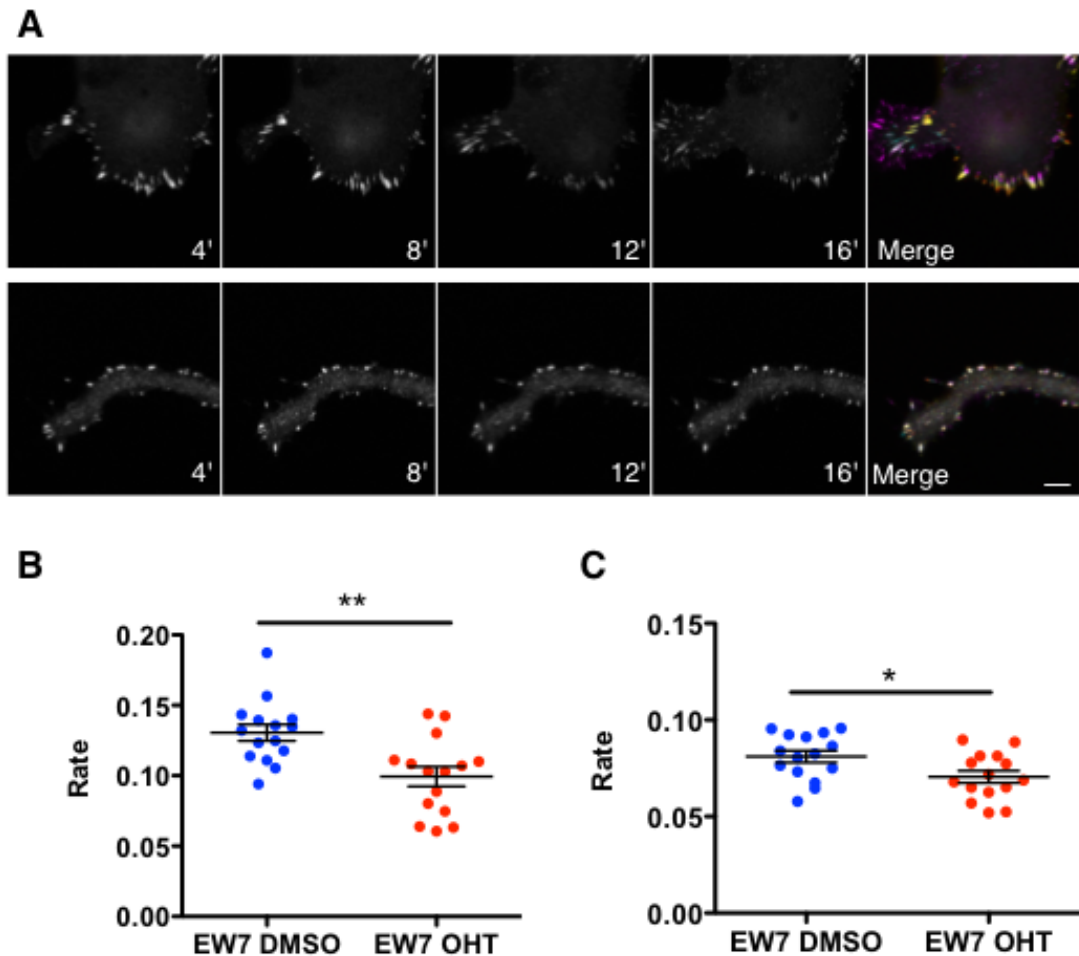 A
4' 8' 12' 16' Merge
4' 8' 12' 16' Merge
B
**
0.20
0.15
0.10
0.05
0.00
Rate
EW7 DMSO EW7 OHT
C
*
0.15
0.10
0.05
0.00
Rate
EW7 DMSO EW7 OHT